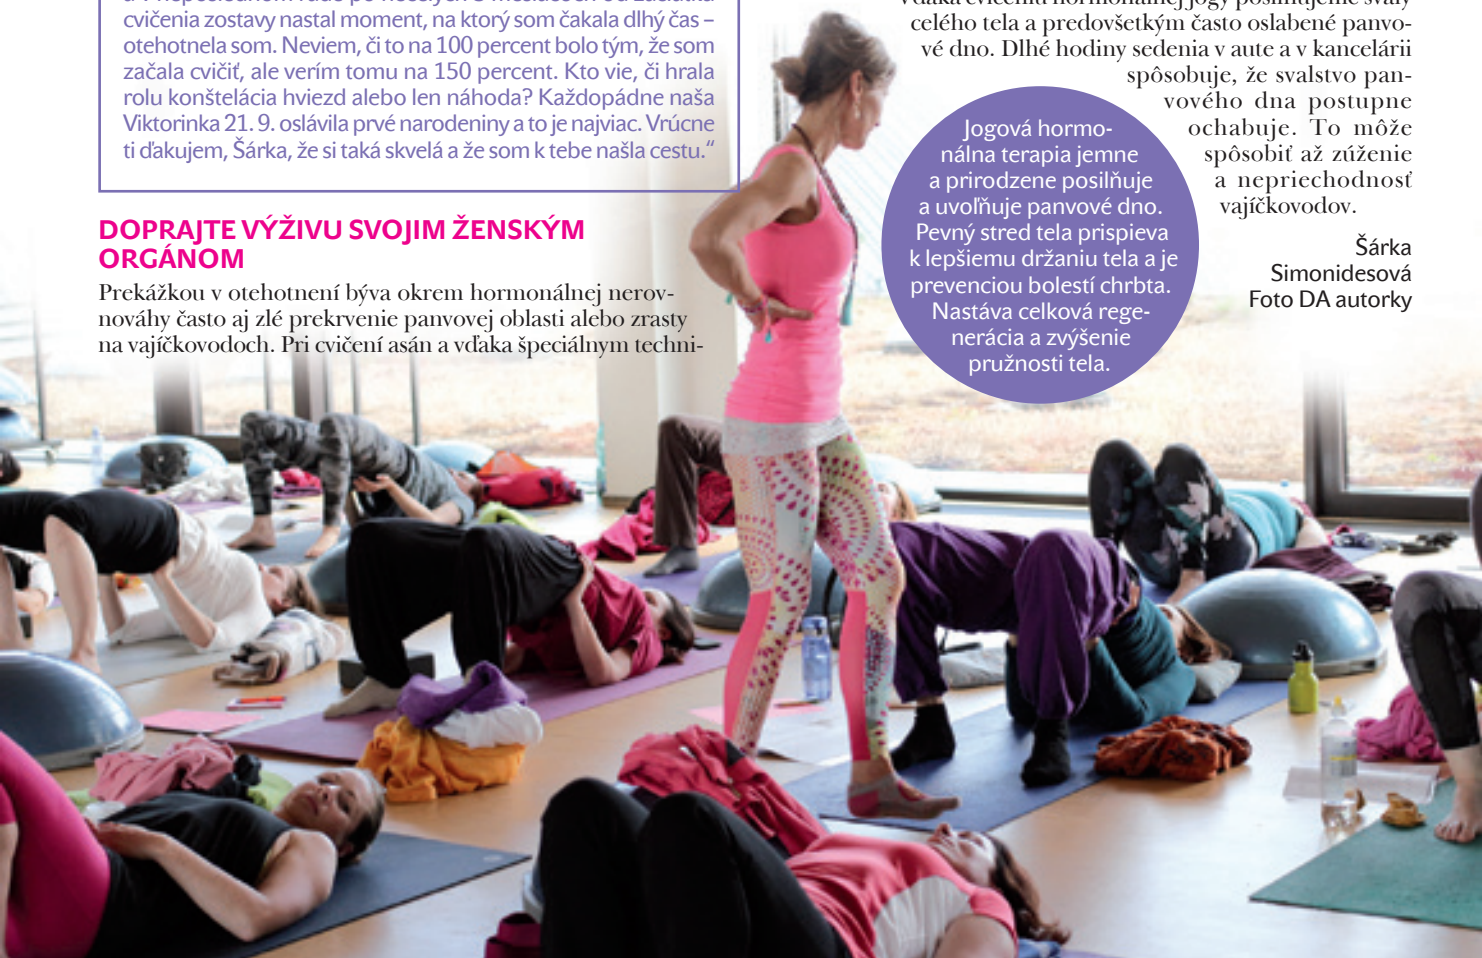 cvičenia zostavy nastal moment, na ktorý som čakala dlhý čas –
otehotnela som. Neviem, či to na 100 percent bolo tým, že som
začala cvičiť, ale verím tomu na 150 percent. Kto vie, či hrala
rolu konštelácia hviezd alebo len náhoda? Každopádne naša
Viktorinka 21. 9. oslávila prvé narodeniny a to je najviac. Vrúcne
ti ďakujem, Šárka, že si taká skvelá a že som k tebe našla cestu.“
DOPRAJTE VÝŽIVU SVOJIM ŽENSKÝM
ORGÁNOM
Prekážkou v otehotnení býva okrem hormonálnej nerov-
nováhy často aj zlé prekrvenie panvovej oblasti alebo zrasty
na vajíčkovodoch. Pri cvičení asán a vďaka špeciálnym techni-
celého tela a predovšetkým často oslabené panvo-
vé dno. Dlhé hodiny sedenia v aute a v kancelárii
spôsobuje, že svalstvo pan-
vového dna postupne
ochabuje. To môže
spôsobiť až zúženie
a nepriechodnosť
vajíčkovodov.
Šárka
Simonidesová
Foto DA autorky
Jogová hormo-
nálna terapia jemne
a prirodzene posilňuje
a uvoľňuje panvové dno.
Pevný stred tela prispieva
k lepšiemu držaniu tela a je
prevenciou bolestí chrbta.
Nastáva celková rege-
nerácia a zvýšenie
pružnosti tela.